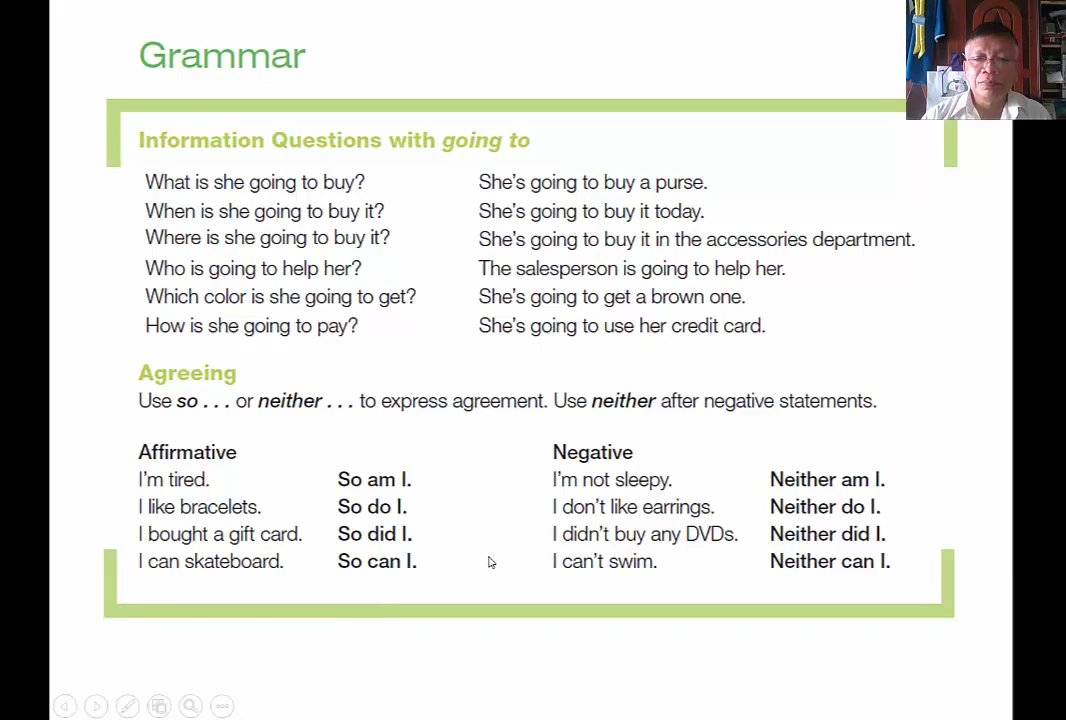 Grammar
Information Questions with going to
What is she going to buy? She's going to buy a purse.
When is she going to buy it? She's going to buy it today.
Where is she going to buy it? She's going to buy it in the accessories department.
Who is going to help her? The salesperson is going to help her.
Which color is she going to get? She's going to get a brown one.
How is she going to pay? She's going to use her credit card.
Agreeing
Use so . . . or neither . . . to express agreement. Use neither after negative statements.
Affirmative Negative
I'm tired. So am I. I'm not sleepy. Neither am I.
I like bracelets. So do I. I don't like earrings. Neither do I.
I bought a gift card. So did I. I didn't buy any DVDs. Neither did I.
I can skateboard. So can I. I can't swim. Neither can I.